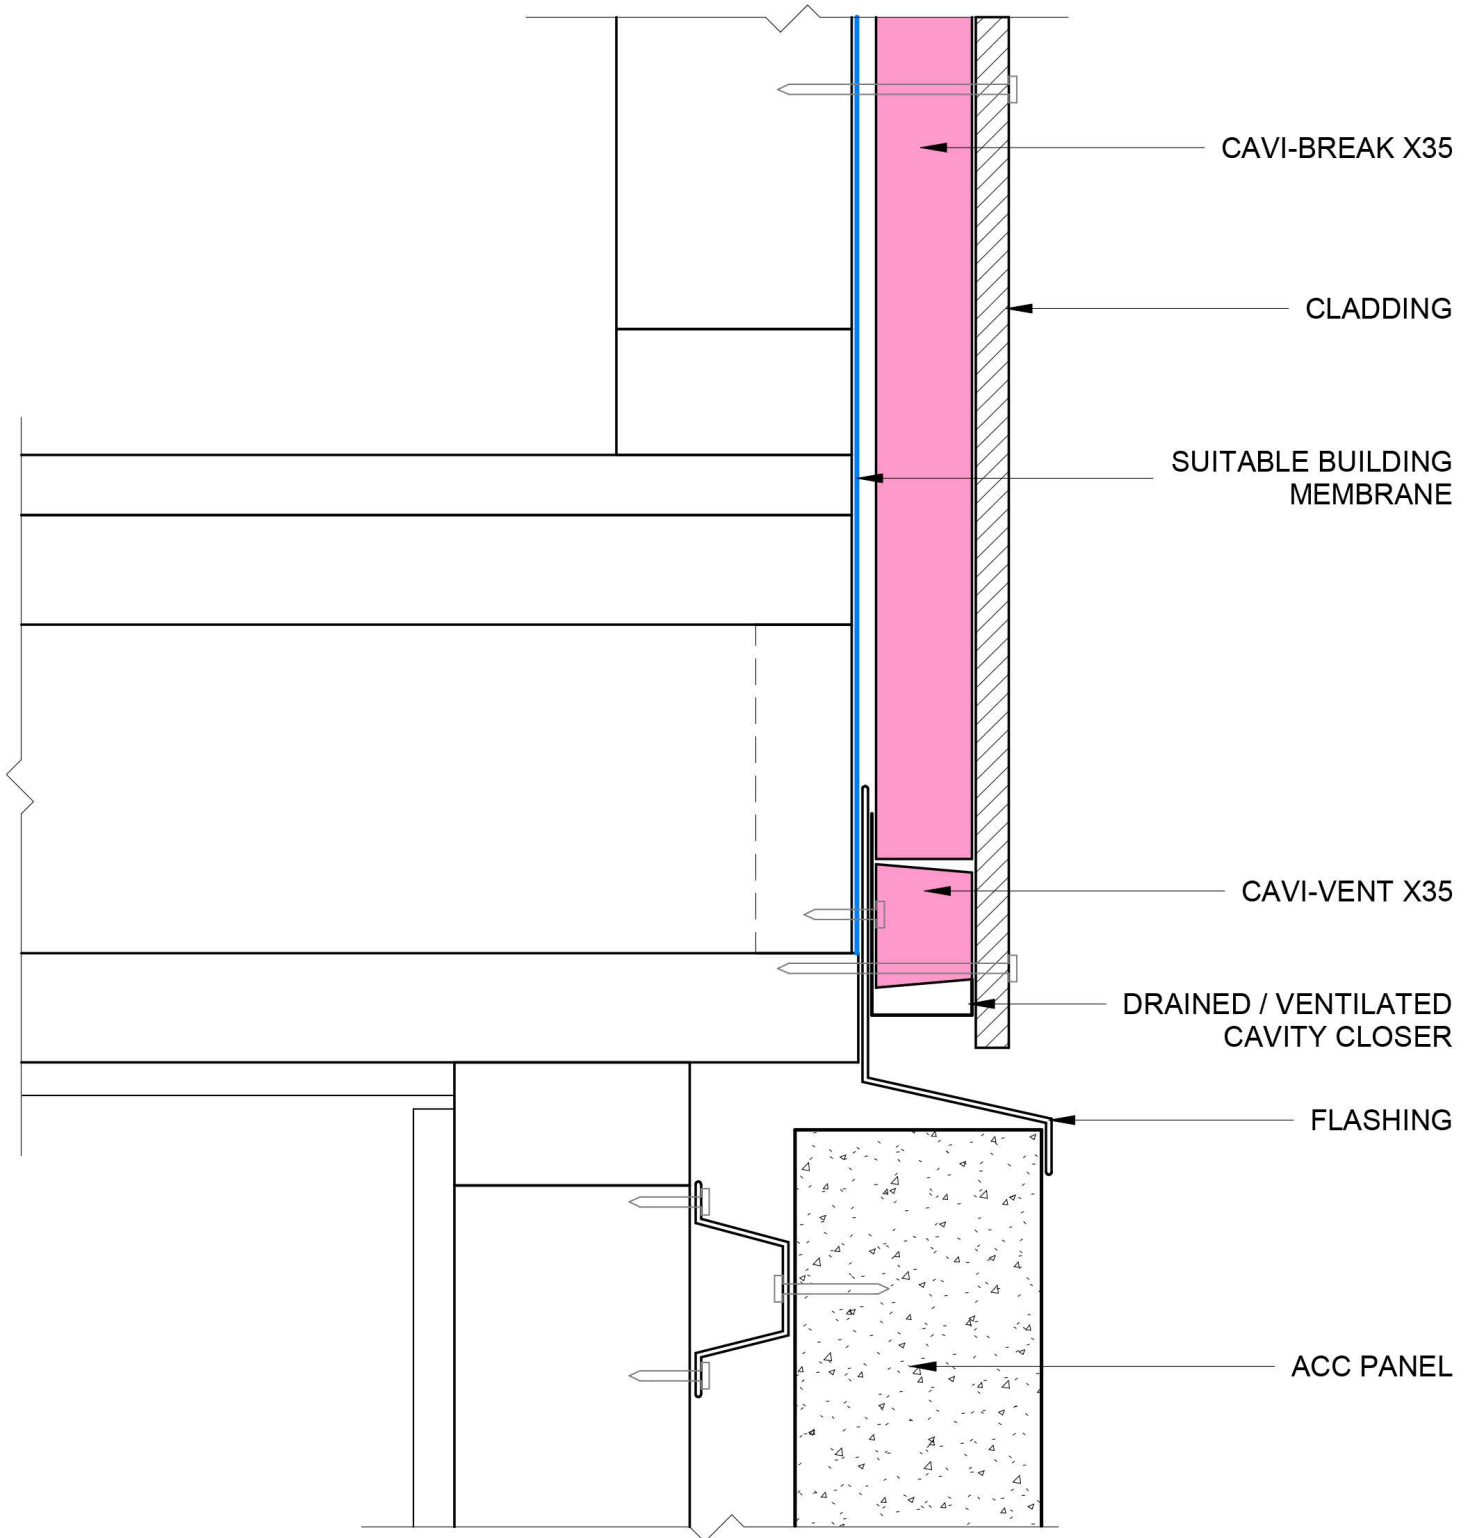 CAVI-BREAK X35
CLADDING
SUITABLE BUILDING
MEMBRANE
CAVI-VENT X35
DRAINED / VENTILATED
CAVITY CLOSER
FLASHING
ACC PANEL